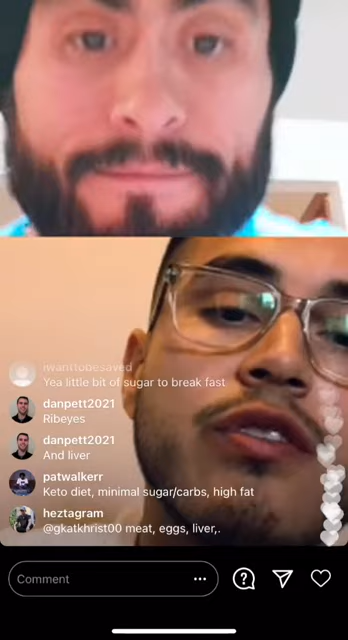 iwanttobesaved
Yea little bit of sugar to break fast
danpett2021
Ribeyes
danpett2021
And liver
patwalkerr
Keto diet, minimal sugar/carbs, high fat
heztagram
@gkatkhrist00 meat, eggs, liver,.
Comment